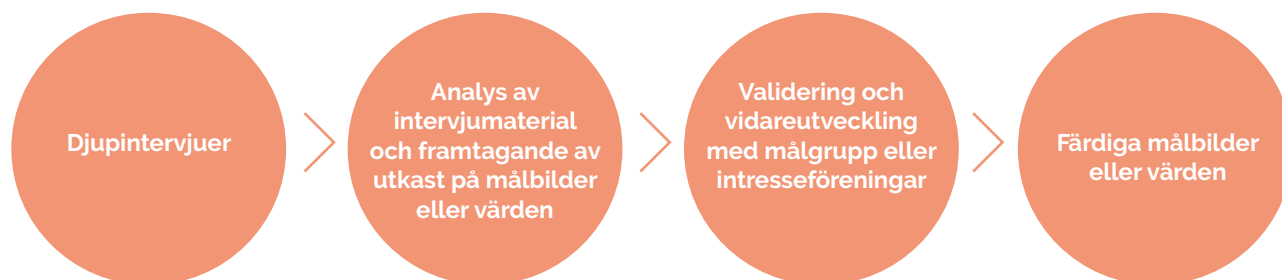 Djupintervjuer
Analys av
intervjumaterial
och framtagande av
utkast på målbilder
eller värden
Validering och
vidareutveckling
med målgrupp eller
intresseföreningar
Färdiga målbilder
eller värden